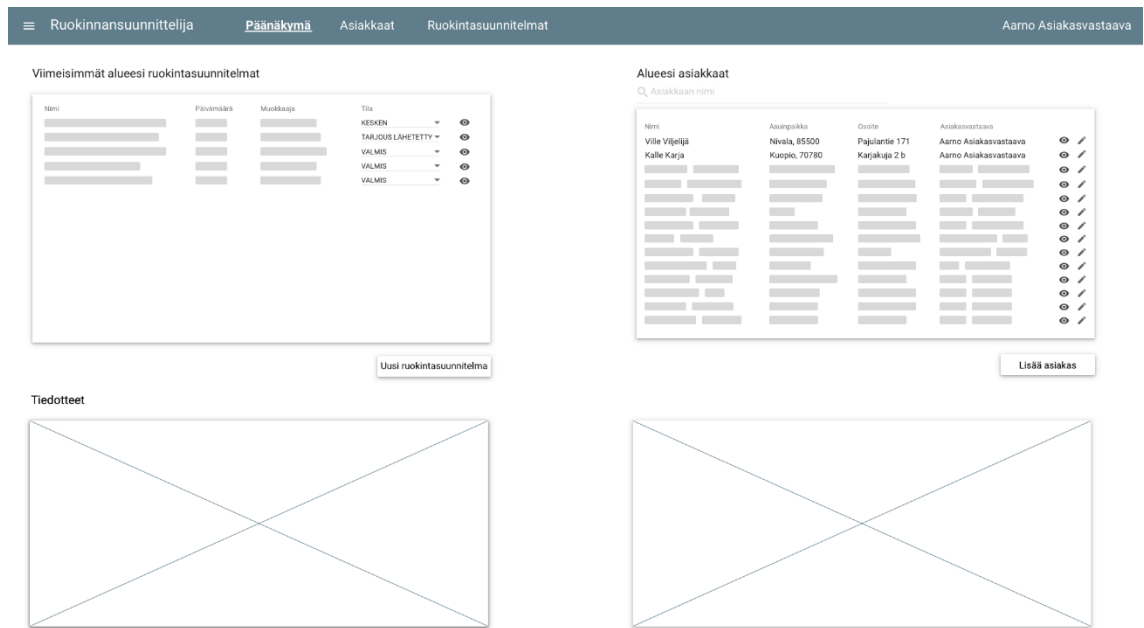 Ruokinnansuunnittelija Päänäkymä Asiakkaat Ruokintasuunnitelmat Aarno Asiakasvastaava
Viimeisimmät alueesi ruokintasuunnitelmat
Nimi Päivämäärä Muokkaaja Tila
KESKEN
TARJOUS LÄHETETTY
VALMIS
VALMIS
VALMIS
Uusi ruokintasuunnitelma
Alueesi asiakkaat
Asiakkaan nimi
Nimi Asuinpaikka Osoite Asiakasvastaava
Ville Viljelijä Nivala, 85500 Pajulantie 171 Aarno Asiakasvastaava
Kalle Karja Kuopio, 70780 Karjakuja 2 b Aarno Asiakasvastaava
Lisää asiakas
Tiedotteet